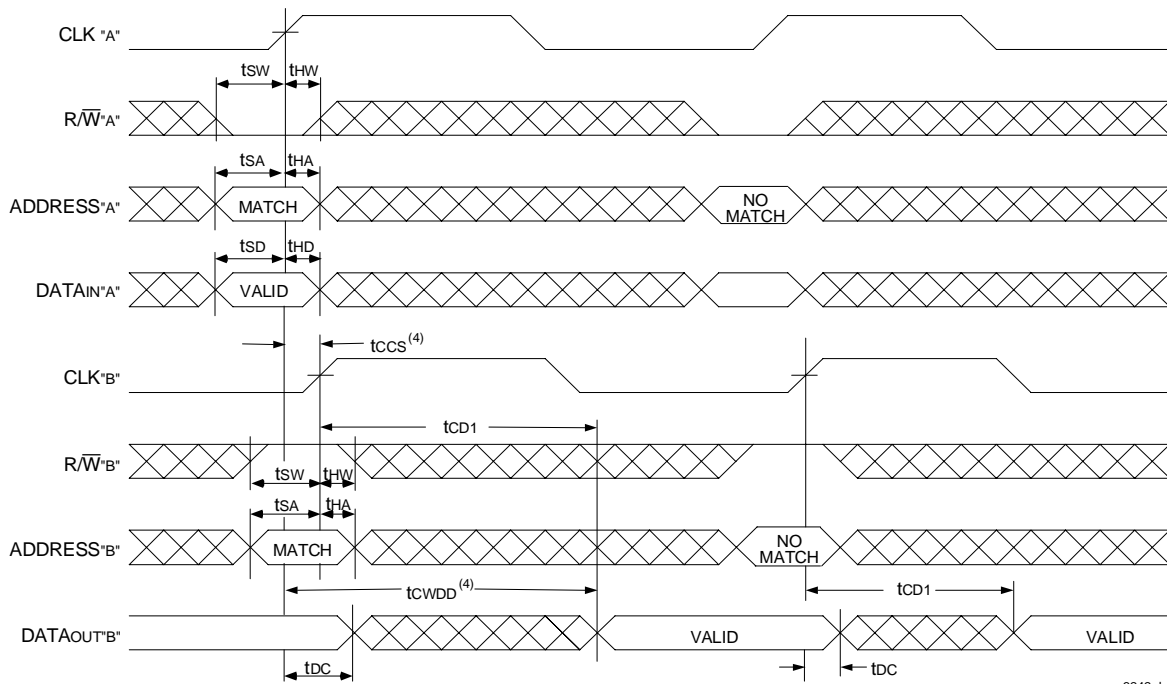 CLK "A"
tSW tHW
R/W̅"A"
tSA tHA
ADDRESS"A" MATCH NO MATCH
tSD tHD
DATAIN"A" VALID
tCCS(4)
CLK"B"
tCD1
R/W̅"B"
tSW tHW
tSA tHA
ADDRESS"B" MATCH NO MATCH
tCWDD(4) tCD1
DATAOUT"B" VALID VALID
tDC tDC